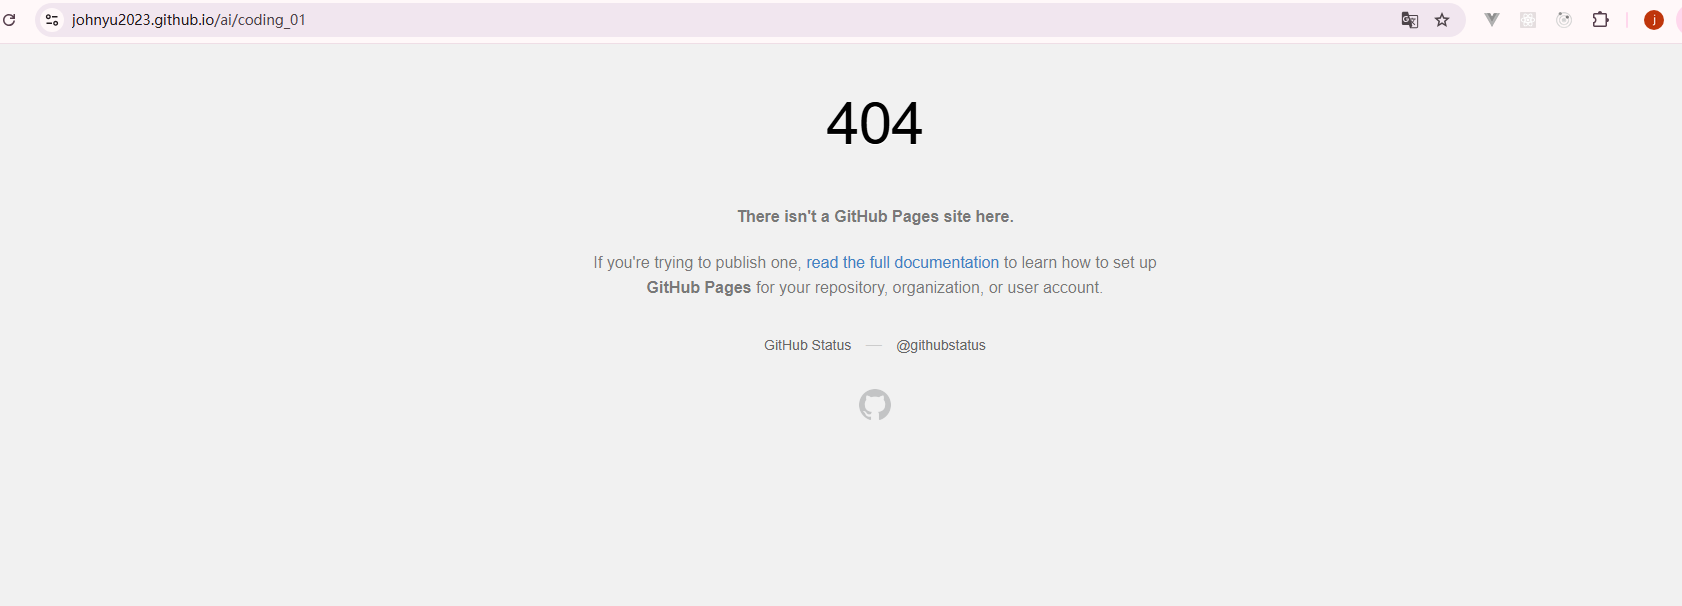 johnyu2023.github.io/ai/coding_01
j
404
There isn't a GitHub Pages site here.
If you're trying to publish one, read the full documentation to learn how to set up
GitHub Pages for your repository, organization, or user account.
GitHub Status — @githubstatus